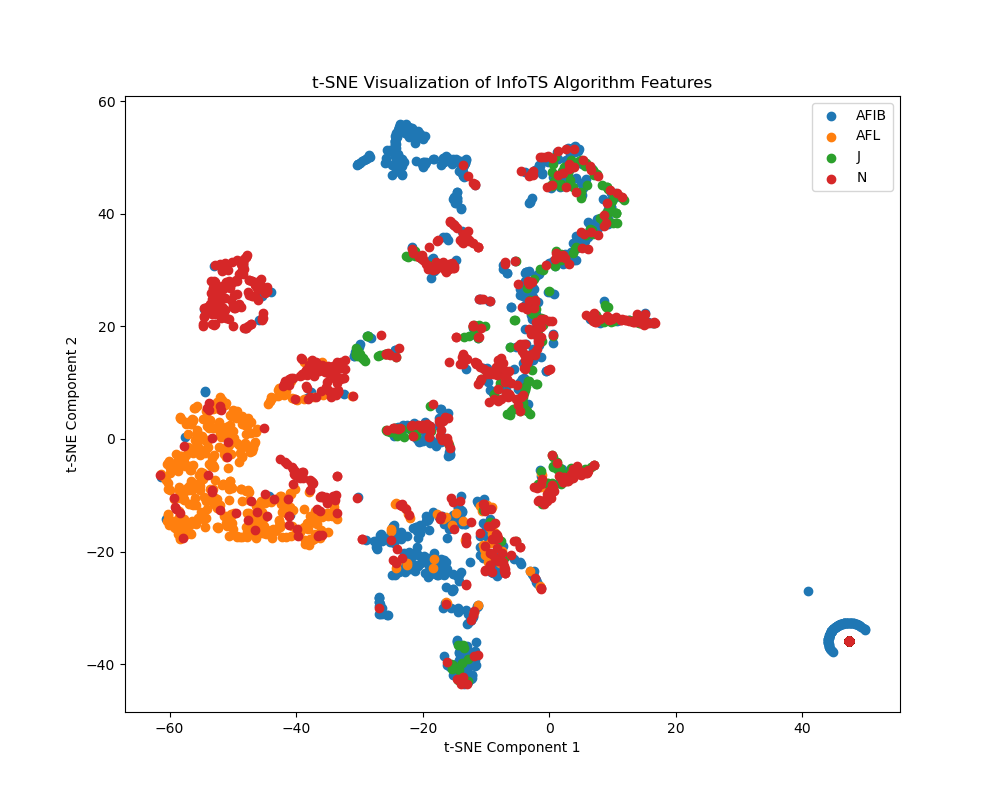 t-SNE Visualization of InfoTS Algorithm Features
AFIB
AFL
J
N
60
40
20
0
−20
−40
t-SNE Component 2
−60
−40
−20
0
20
40
t-SNE Component 1